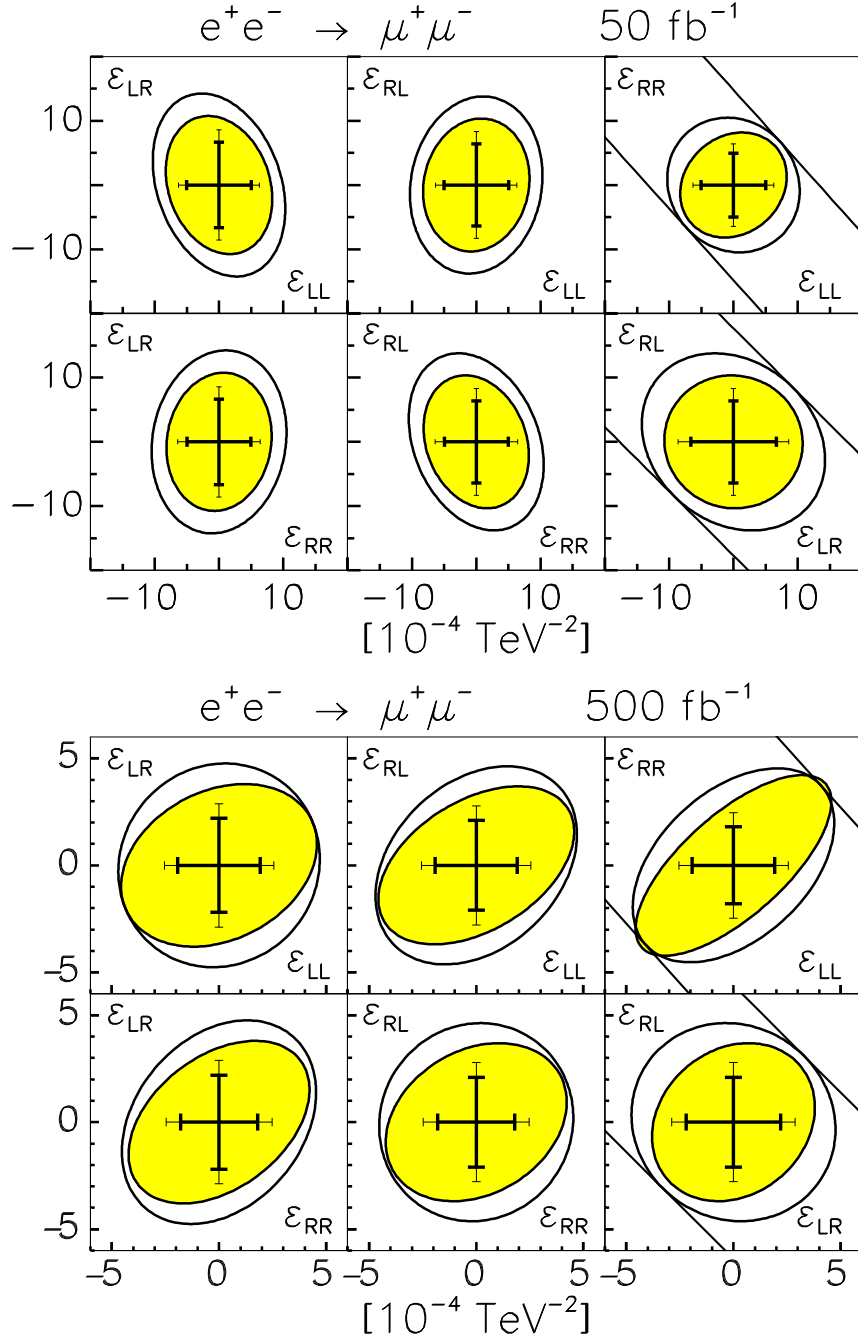 e⁺e⁻ → μ⁺μ⁻ 50 fb⁻¹
ε_LR ε_RL ε_RR
10
−10
ε_LL ε_LL ε_LL
ε_LR ε_RL ε_RL
10
−10
ε_RR ε_RR ε_LR
−10 10 −10 10 −10 10
[10⁻⁴ TeV⁻²]
e⁺e⁻ → μ⁺μ⁻ 500 fb⁻¹
5
ε_LR ε_RL ε_RR
0
ε_LL ε_LL ε_LL
−5
5
ε_LR ε_RL ε_RL
0
ε_RR ε_RR ε_LR
−5
−5 0 5 −5 0 5 −5 0 5
[10⁻⁴ TeV⁻²]